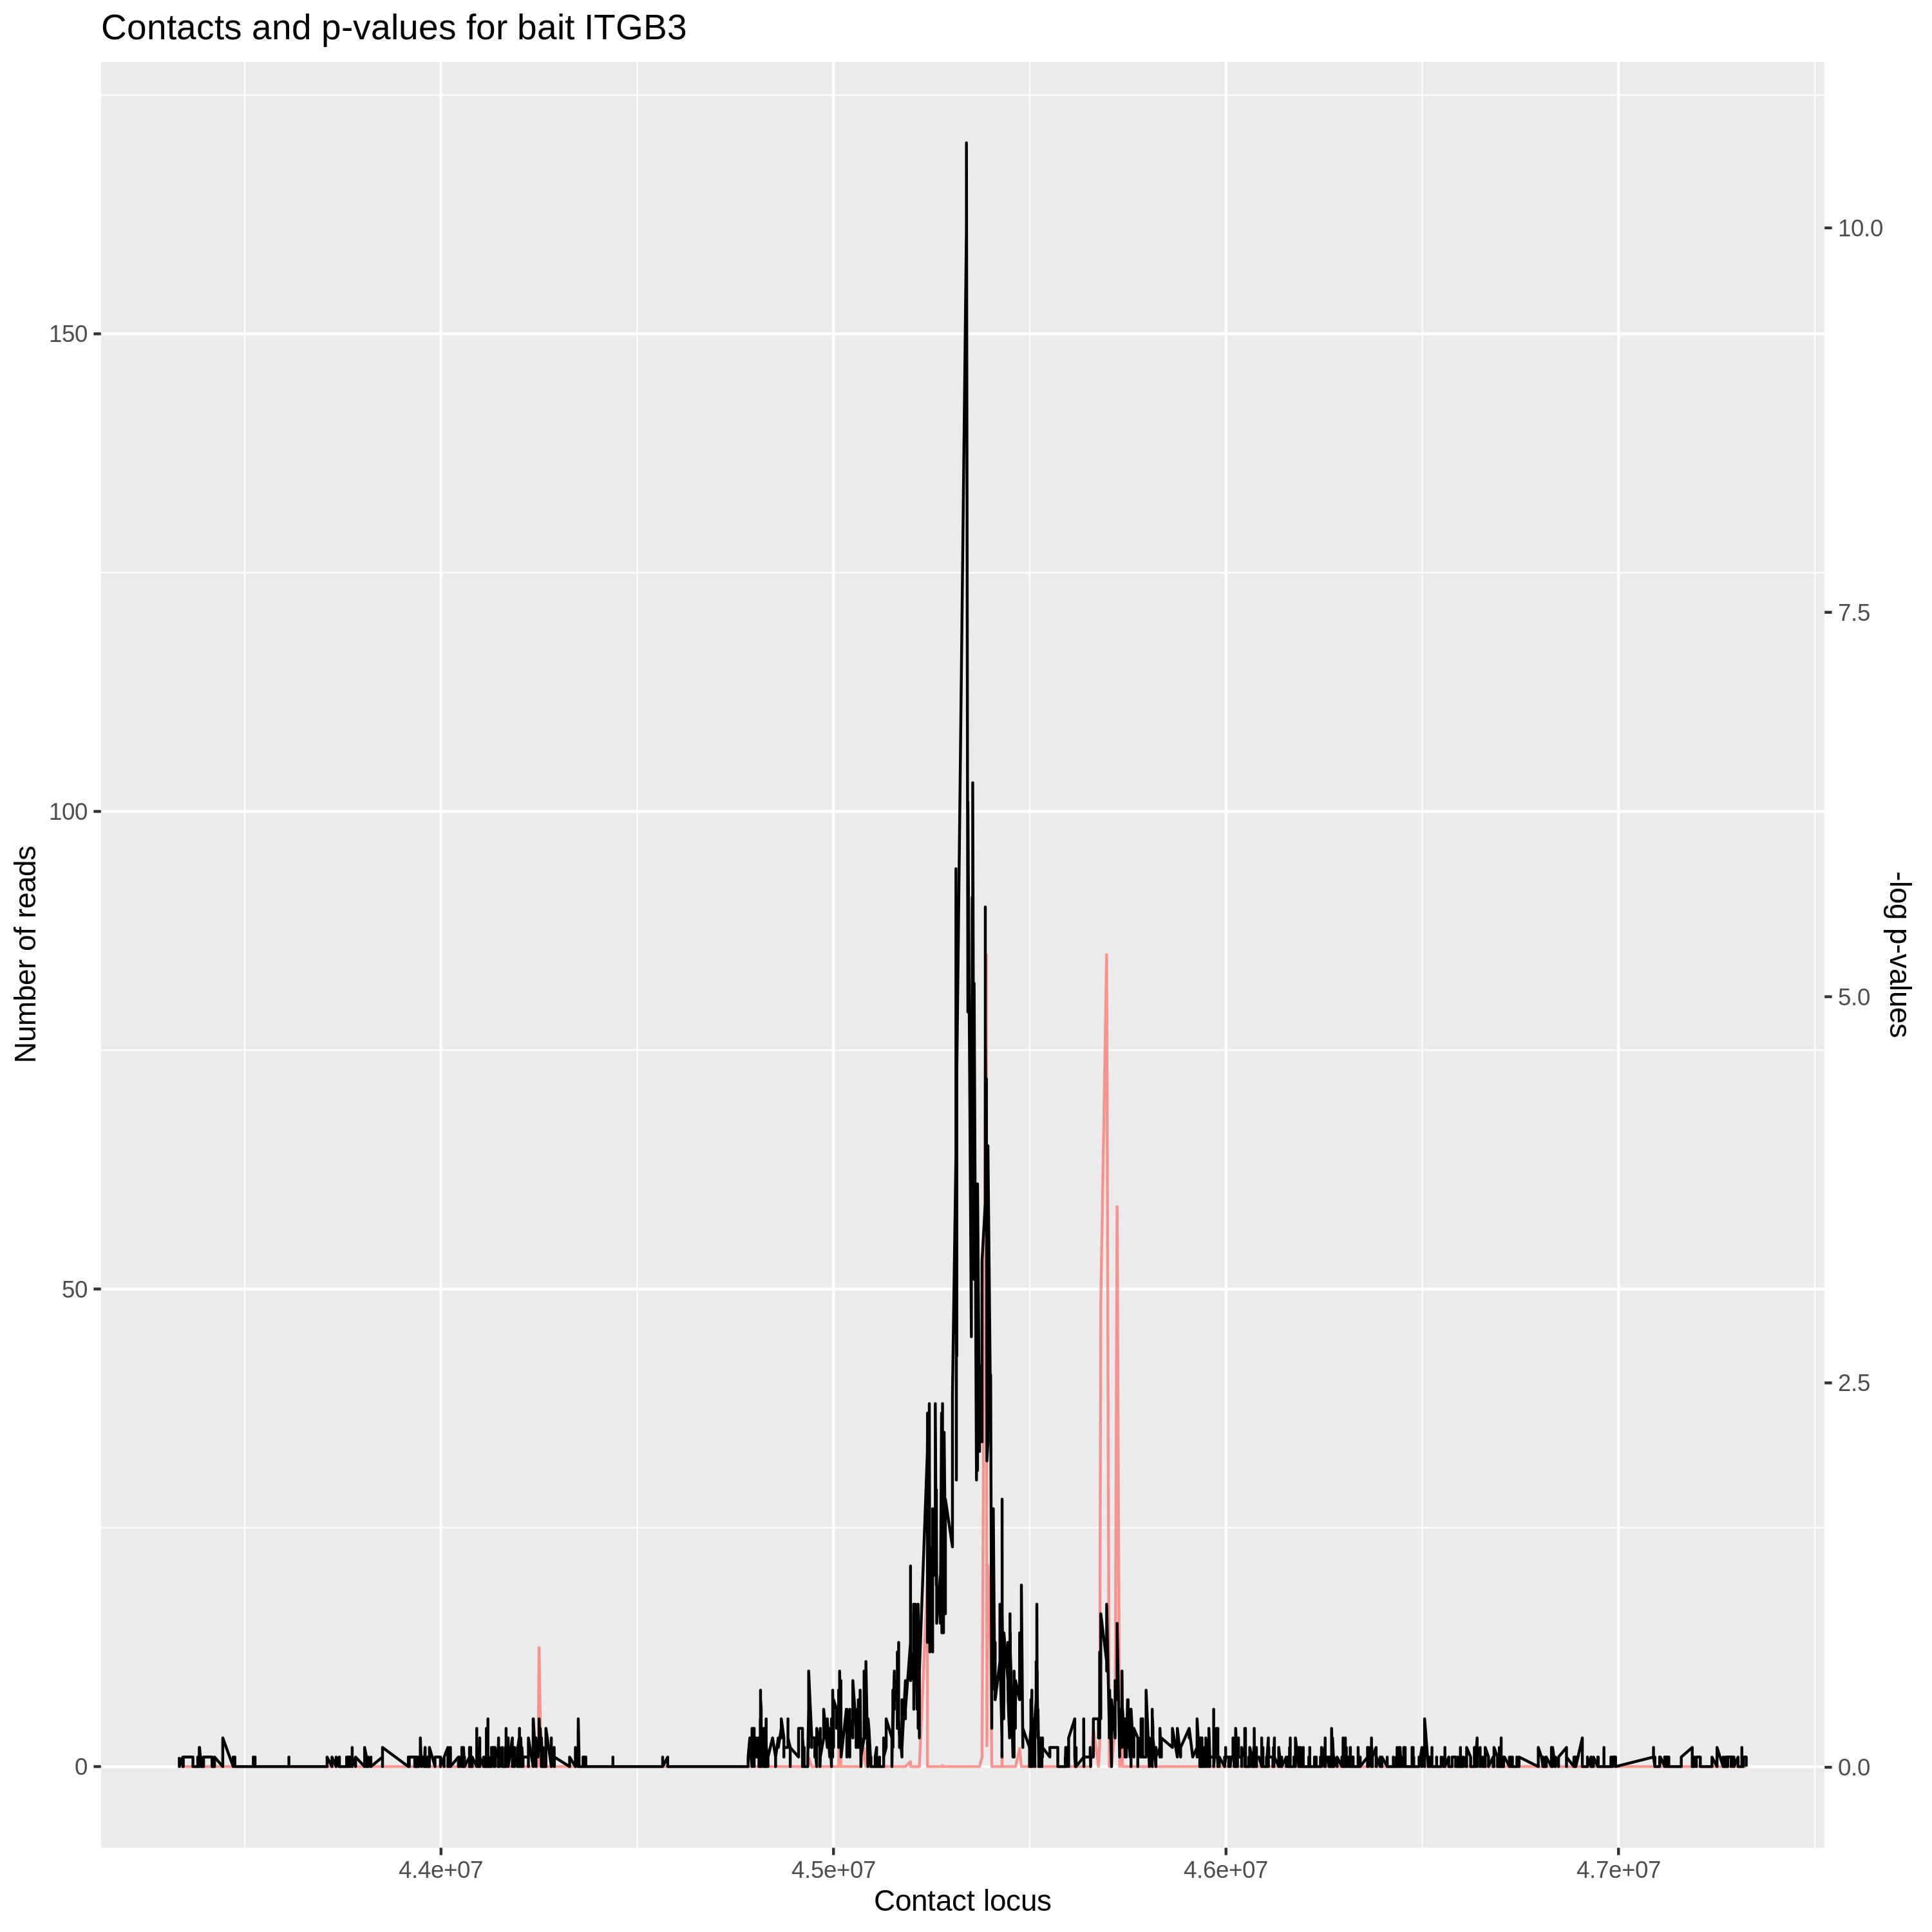 Contacts and p-values for bait ITGB3
Number of reads
150
100
50
0
10.0
7.5
5.0
2.5
0.0
-log p-values
4.4e+07
4.5e+07
4.6e+07
4.7e+07
Contact locus